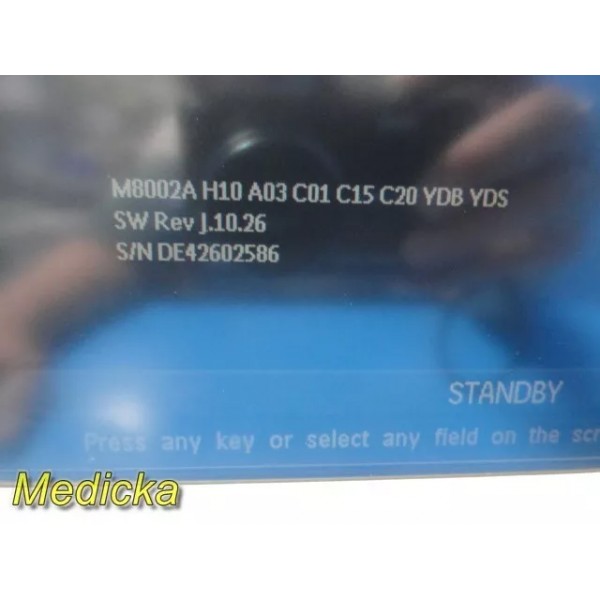 M8002A H10 A03 C01 C15 C20 YDB YDS
SW Rev J.10.26
S/N DE42602586
STANDBY
Press any key or select any field on the scr
Medicka